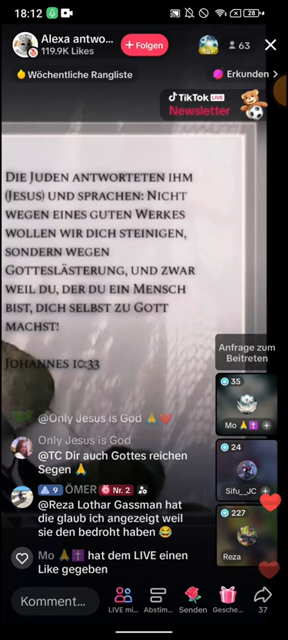 18:12
28
Alexa antwo...
119.9K Likes
+ Folgen
63
Wöchentliche Rangliste
Erkunden >
TikTok LIVE
Newsletter
DIE JUDEN ANTWORTETEN IHM
(JESUS) UND SPRACHEN: NICHT
WEGEN EINES GUTEN WERKES
WOLLEN WIR DICH STEINIGEN,
SONDERN WEGEN
GOTTESLÄSTERUNG, UND ZWAR
WEIL DU, DER DU EIN MENSCH
BIST, DICH SELBST ZU GOTT
MACHST!
JOHANNES 10:33
Anfrage zum
Beitreten
35
Mo 🙏✝️ +
@Only Jesus is God 🙏❤️
Only Jesus is God
@TC Dir auch Gottes reichen
Segen 🙏
24
Sifu_JC +
9 Nr. 2 ÖMER
@Reza Lothar Gassman hat
die glaub ich angezeigt weil
sie den bedroht haben 😂
227
Reza
Mo 🙏✝️ hat dem LIVE einen
Like gegeben
Komment...
LIVE mi...
Abstim...
Senden
Gesche...
37